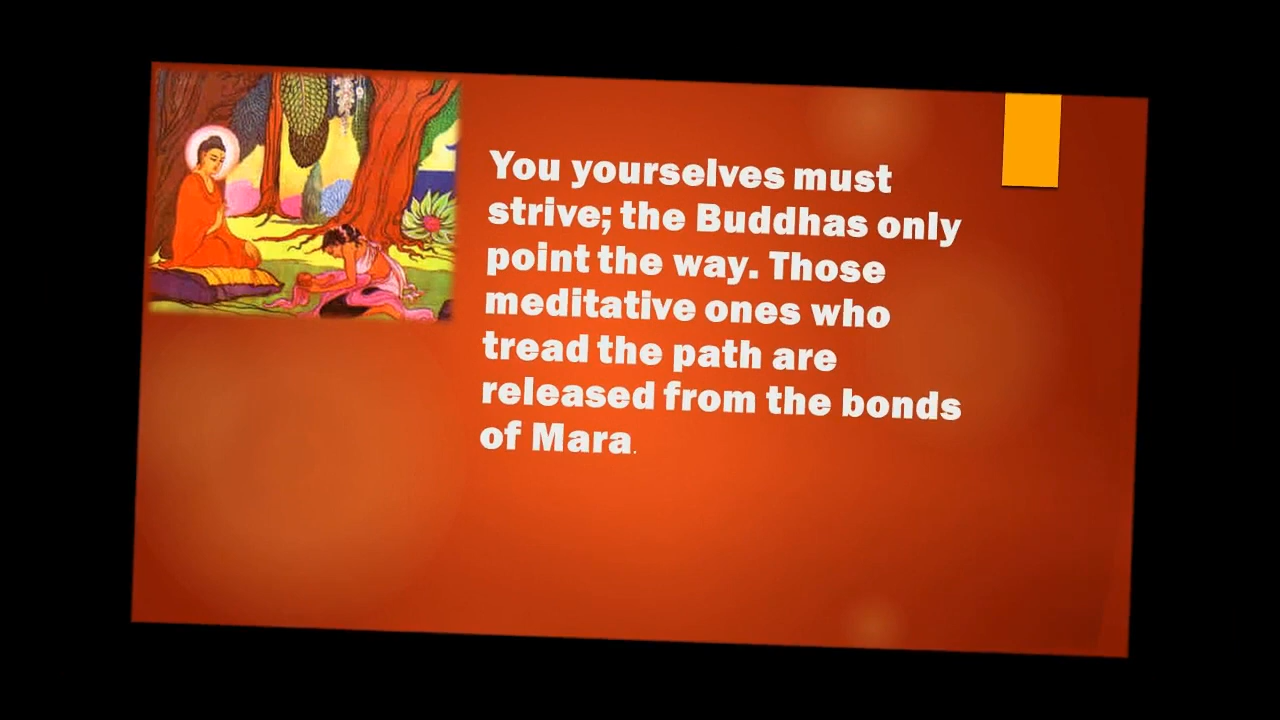 You yourselves must
strive; the Buddhas only
point the way. Those
meditative ones who
tread the path are
released from the bonds
of Mara.